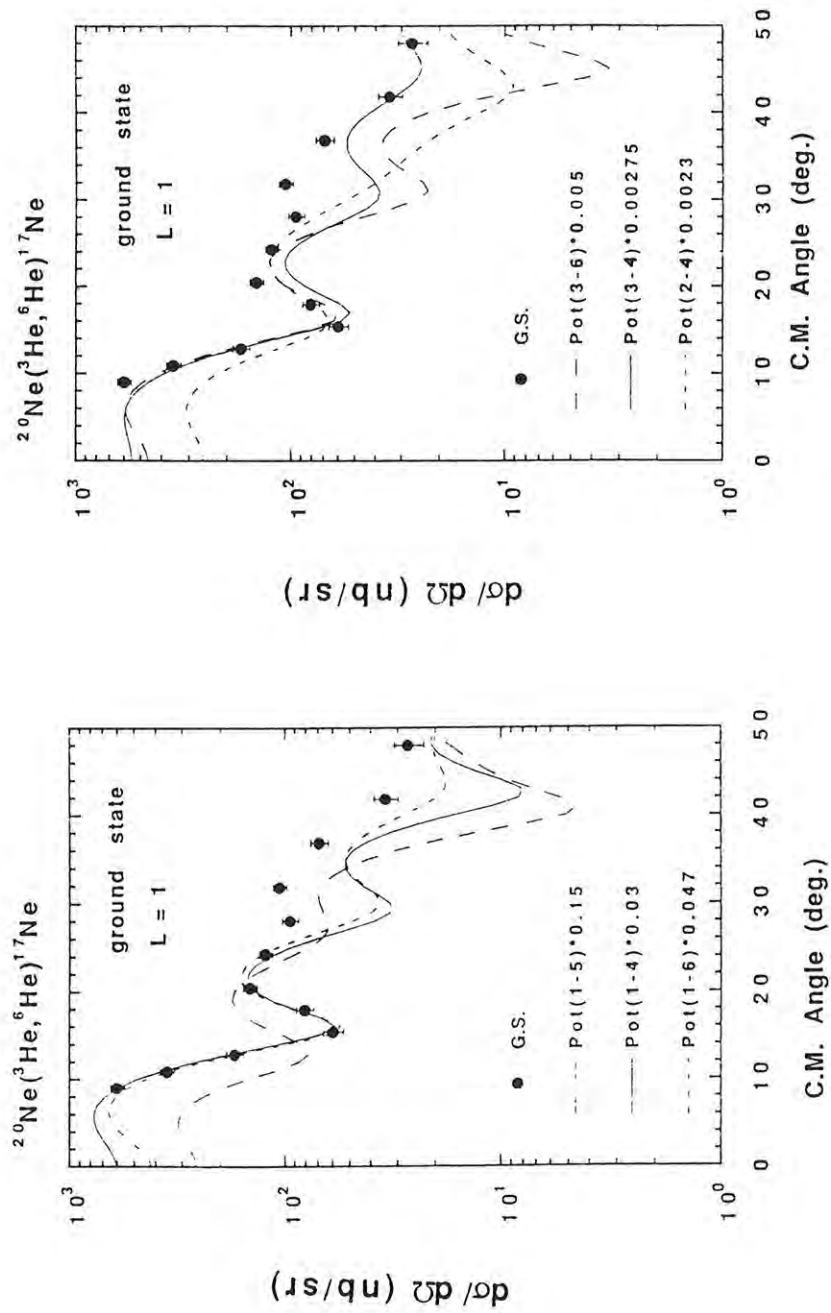 ²⁰Ne(³He,⁶He)¹⁷Ne
ground state
L = 1
G.S.
Pot(1-5)*0.15
Pot(1-4)*0.03
Pot(1-6)*0.047
10³
10²
10¹
10⁰
0 10 20 30 40 50
dσ/dΩ (nb/sr)
C.M. Angle (deg.)
²⁰Ne(³He,⁶He)¹⁷Ne
ground state
L = 1
G.S.
Pot(3-6)*0.005
Pot(3-4)*0.00275
Pot(2-4)*0.0023
10³
10²
10¹
10⁰
0 10 20 30 40 50
dσ/dΩ (nb/sr)
C.M. Angle (deg.)